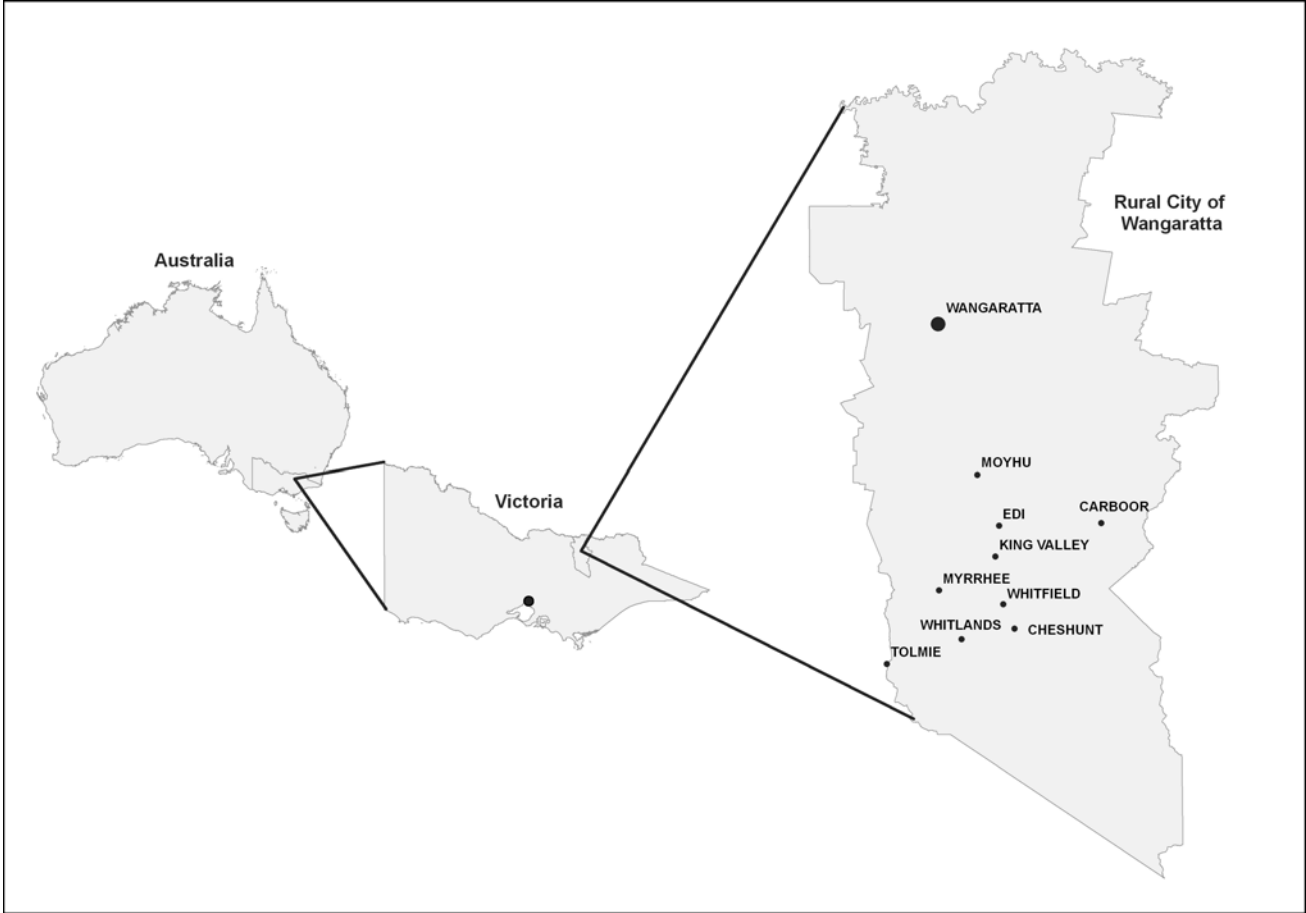 Australia
Victoria
Rural City of
Wangaratta
WANGARATTA
MOYHU
EDI
CARBOOR
KING VALLEY
MYRRHEE
WHITFIELD
WHITLANDS
CHESHUNT
TOLMIE